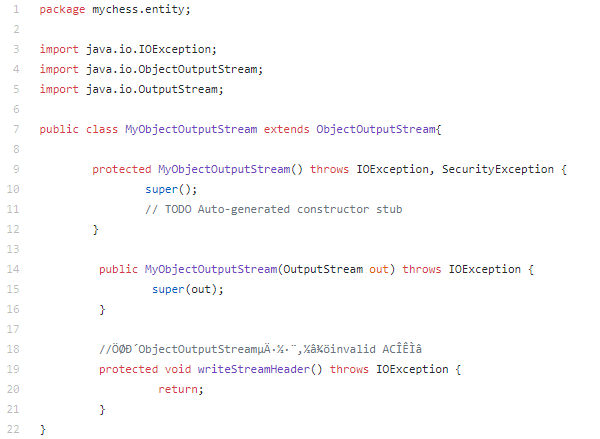 1 package mychess.entity;
2
3 import java.io.IOException;
4 import java.io.ObjectOutputStream;
5 import java.io.OutputStream;
6
7 public class MyObjectOutputStream extends ObjectOutputStream{
8
9 protected MyObjectOutputStream() throws IOException, SecurityException {
10 super();
11 // TODO Auto-generated constructor stub
12 }
13
14 public MyObjectOutputStream(OutputStream out) throws IOException {
15 super(out);
16 }
17
18 //ÖØÐ´ObjectOutputStreamµÄ·½·¨,½â¾öinvalid ACÎÊÌâ
19 protected void writeStreamHeader() throws IOException {
20 return;
21 }
22 }